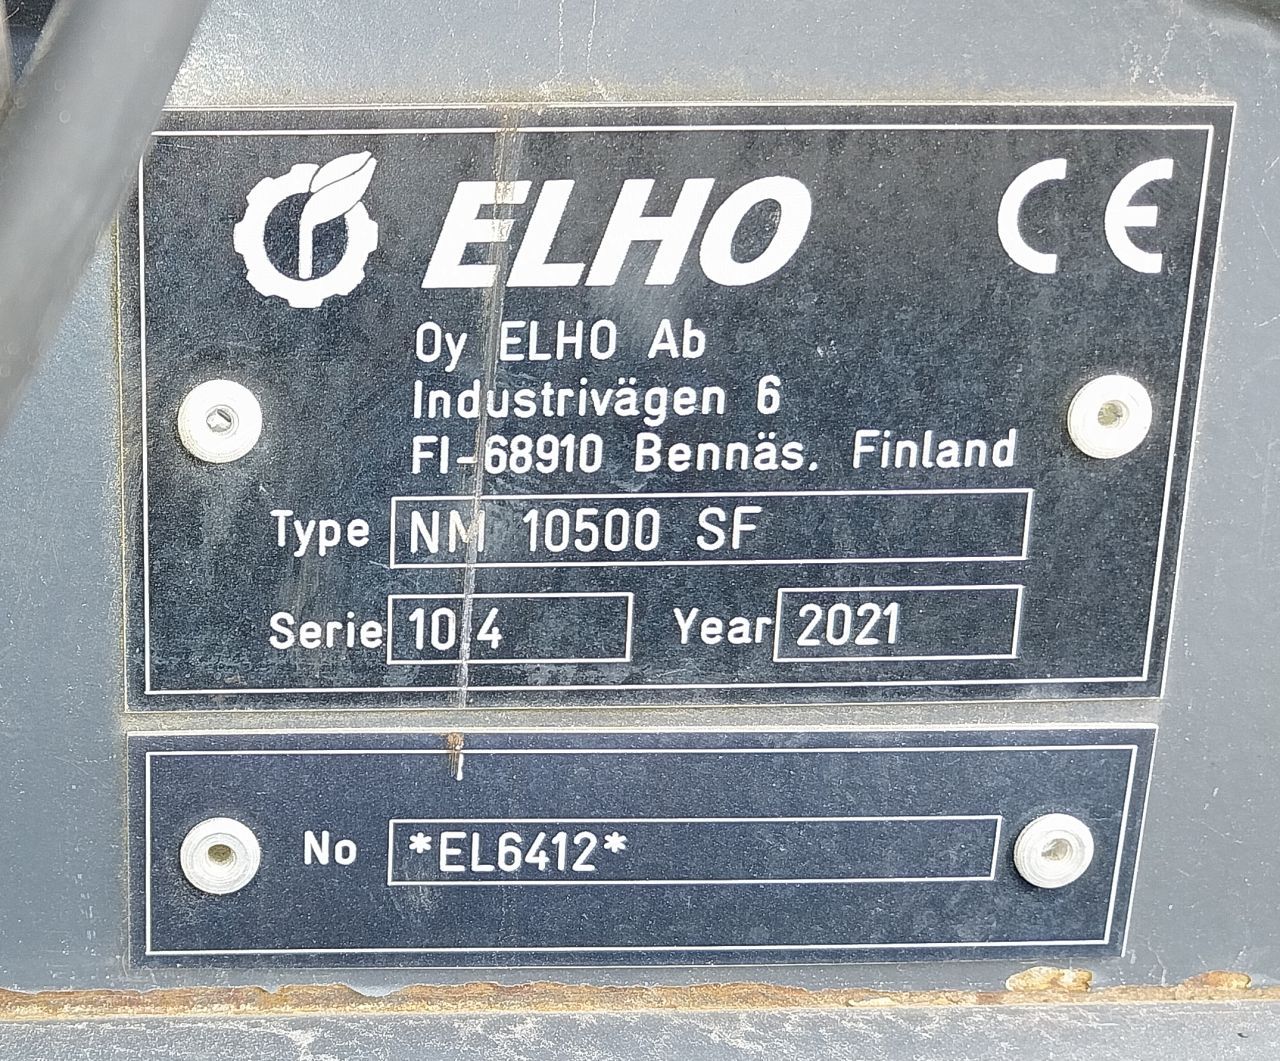 ELHO CE
Oy ELHO Ab
Industrivägen 6
FI-68910 Bennäs. Finland
Type NM 10500 SF
Serie 10 4 Year 2021
No *EL6412*